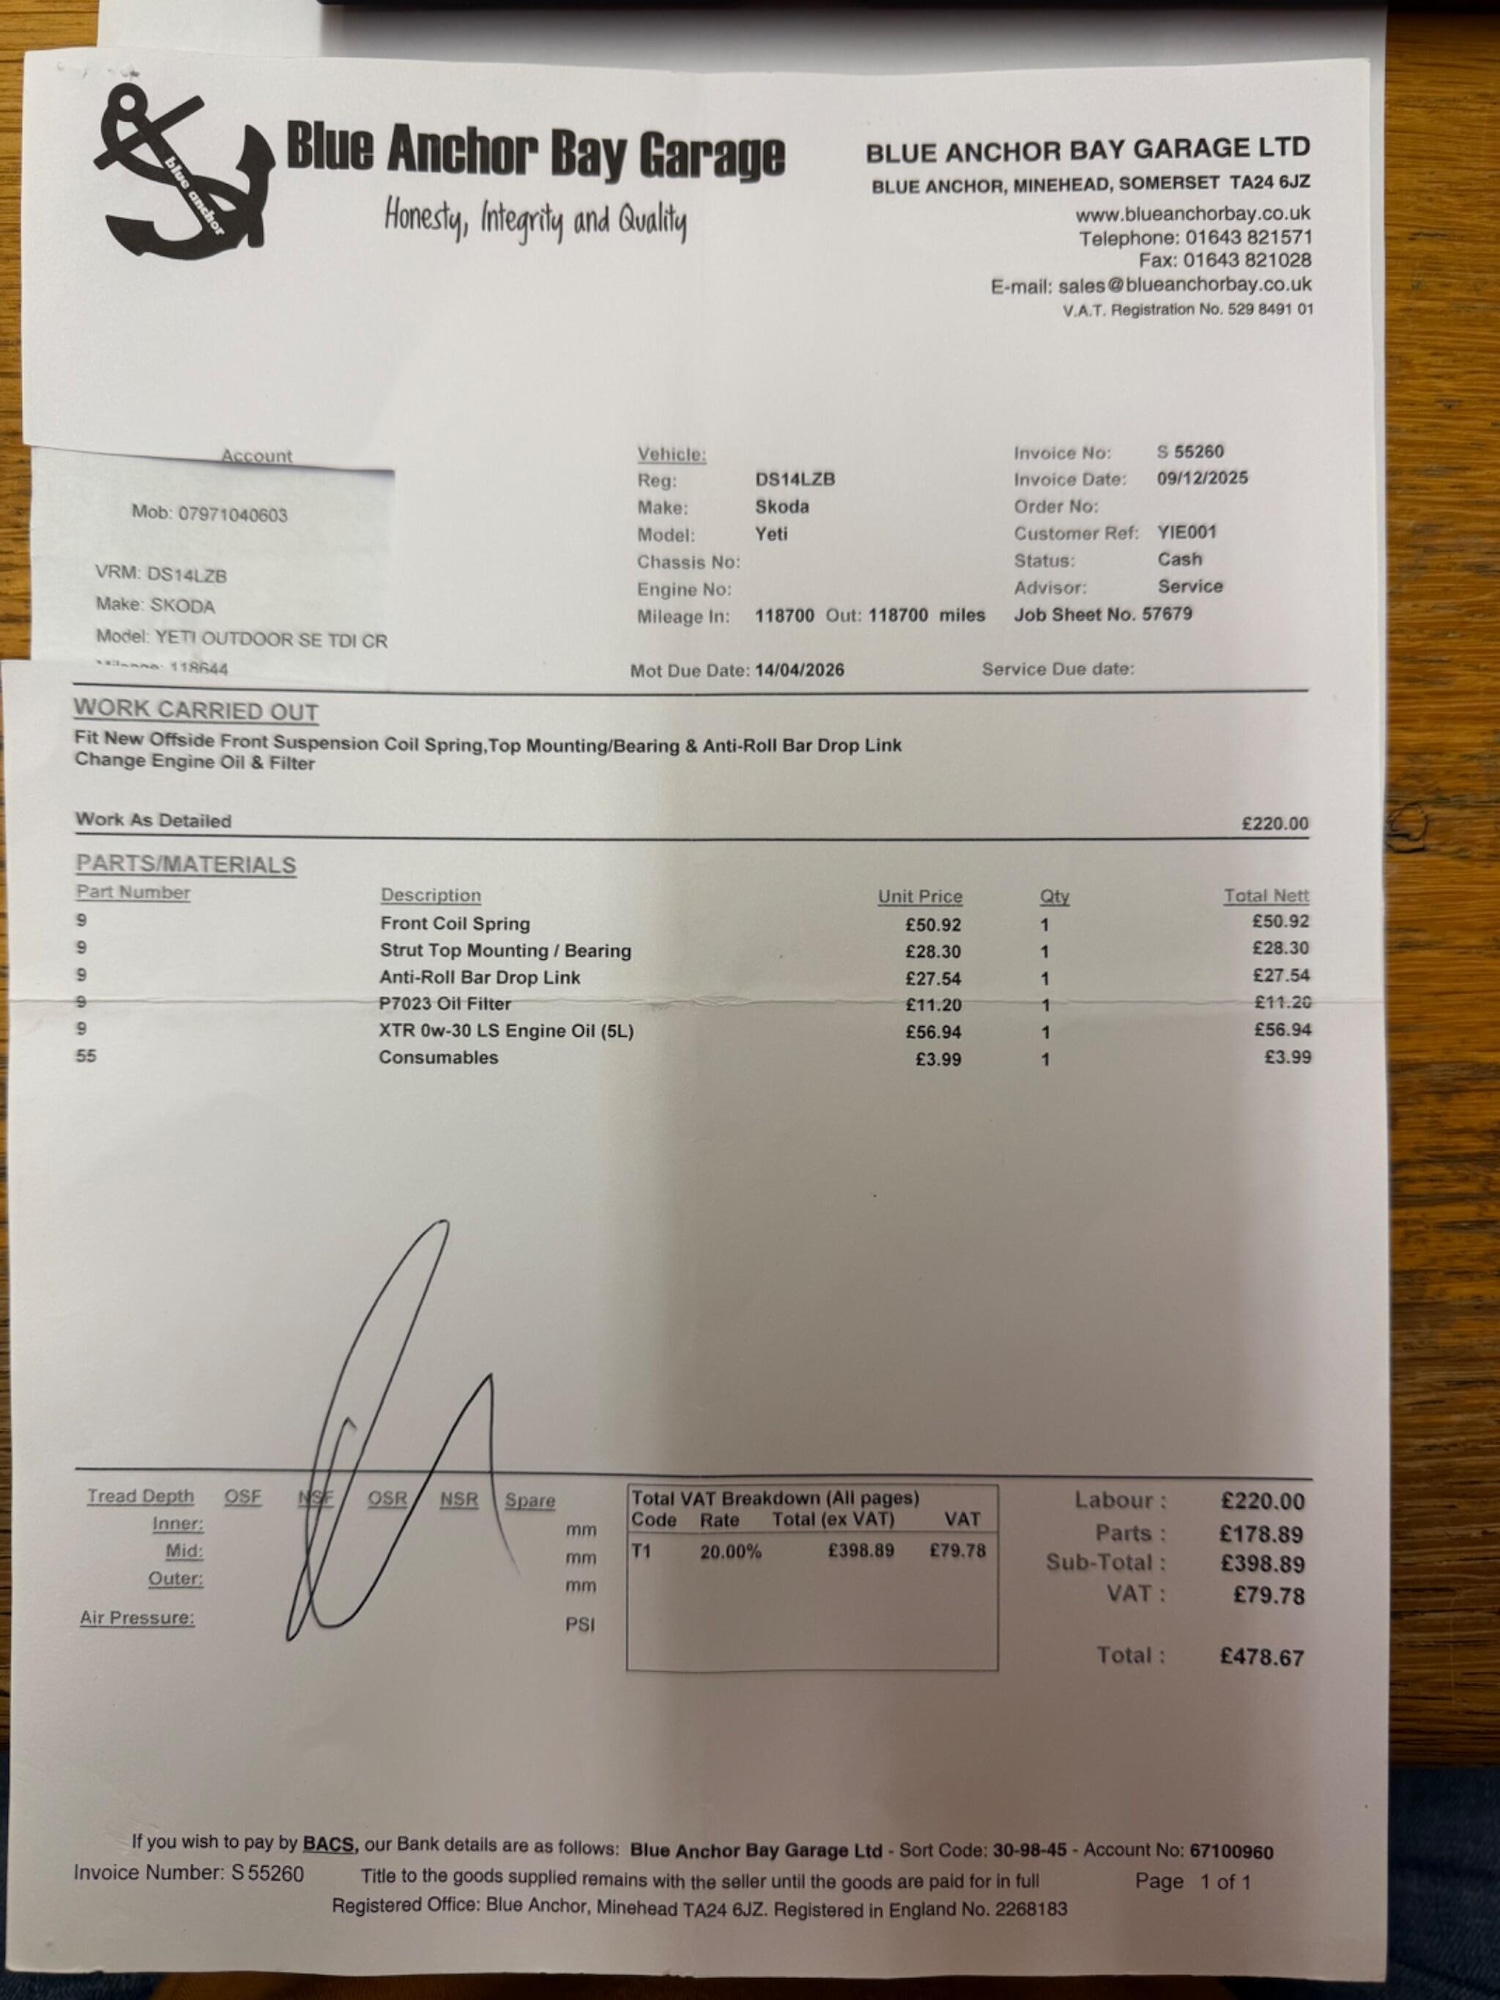 Blue Anchor Bay Garage
Honesty, Integrity and Quality
blue anchor
BLUE ANCHOR BAY GARAGE LTD
BLUE ANCHOR, MINEHEAD, SOMERSET TA24 6JZ
www.blueanchorbay.co.uk
Telephone: 01643 821571
Fax: 01643 821028
E-mail: sales@blueanchorbay.co.uk
V.A.T. Registration No. 529 8491 01
Account
Mob: 07971040603
VRM: DS14LZB
Make: SKODA
Model: YETI OUTDOOR SE TDI CR
Mileage: 118644
Vehicle:
Reg: DS14LZB
Make: Skoda
Model: Yeti
Chassis No:
Engine No:
Mileage In: 118700 Out: 118700 miles
Mot Due Date: 14/04/2026
Invoice No: S 55260
Invoice Date: 09/12/2025
Order No:
Customer Ref: YIE001
Status: Cash
Advisor: Service
Job Sheet No. 57679
Service Due date:
WORK CARRIED OUT
Fit New Offside Front Suspension Coil Spring,Top Mounting/Bearing & Anti-Roll Bar Drop Link
Change Engine Oil & Filter
Work As Detailed £220.00
PARTS/MATERIALS
Part Number Description Unit Price Qty Total Nett
9 Front Coil Spring £50.92 1 £50.92
9 Strut Top Mounting / Bearing £28.30 1 £28.30
9 Anti-Roll Bar Drop Link £27.54 1 £27.54
9 P7023 Oil Filter £11.20 1 £11.20
9 XTR 0w-30 LS Engine Oil (5L) £56.94 1 £56.94
55 Consumables £3.99 1 £3.99
Tread Depth OSF NSF OSR NSR Spare
Inner: mm
Mid: mm
Outer: mm
Air Pressure: PSI
Total VAT Breakdown (All pages)
Code Rate Total (ex VAT) VAT
T1 20.00% £398.89 £79.78
Labour : £220.00
Parts : £178.89
Sub-Total : £398.89
VAT : £79.78
Total : £478.67
If you wish to pay by BACS, our Bank details are as follows: Blue Anchor Bay Garage Ltd - Sort Code: 30-98-45 - Account No: 67100960
Invoice Number: S 55260 Title to the goods supplied remains with the seller until the goods are paid for in full Page 1 of 1
Registered Office: Blue Anchor, Minehead TA24 6JZ. Registered in England No. 2268183